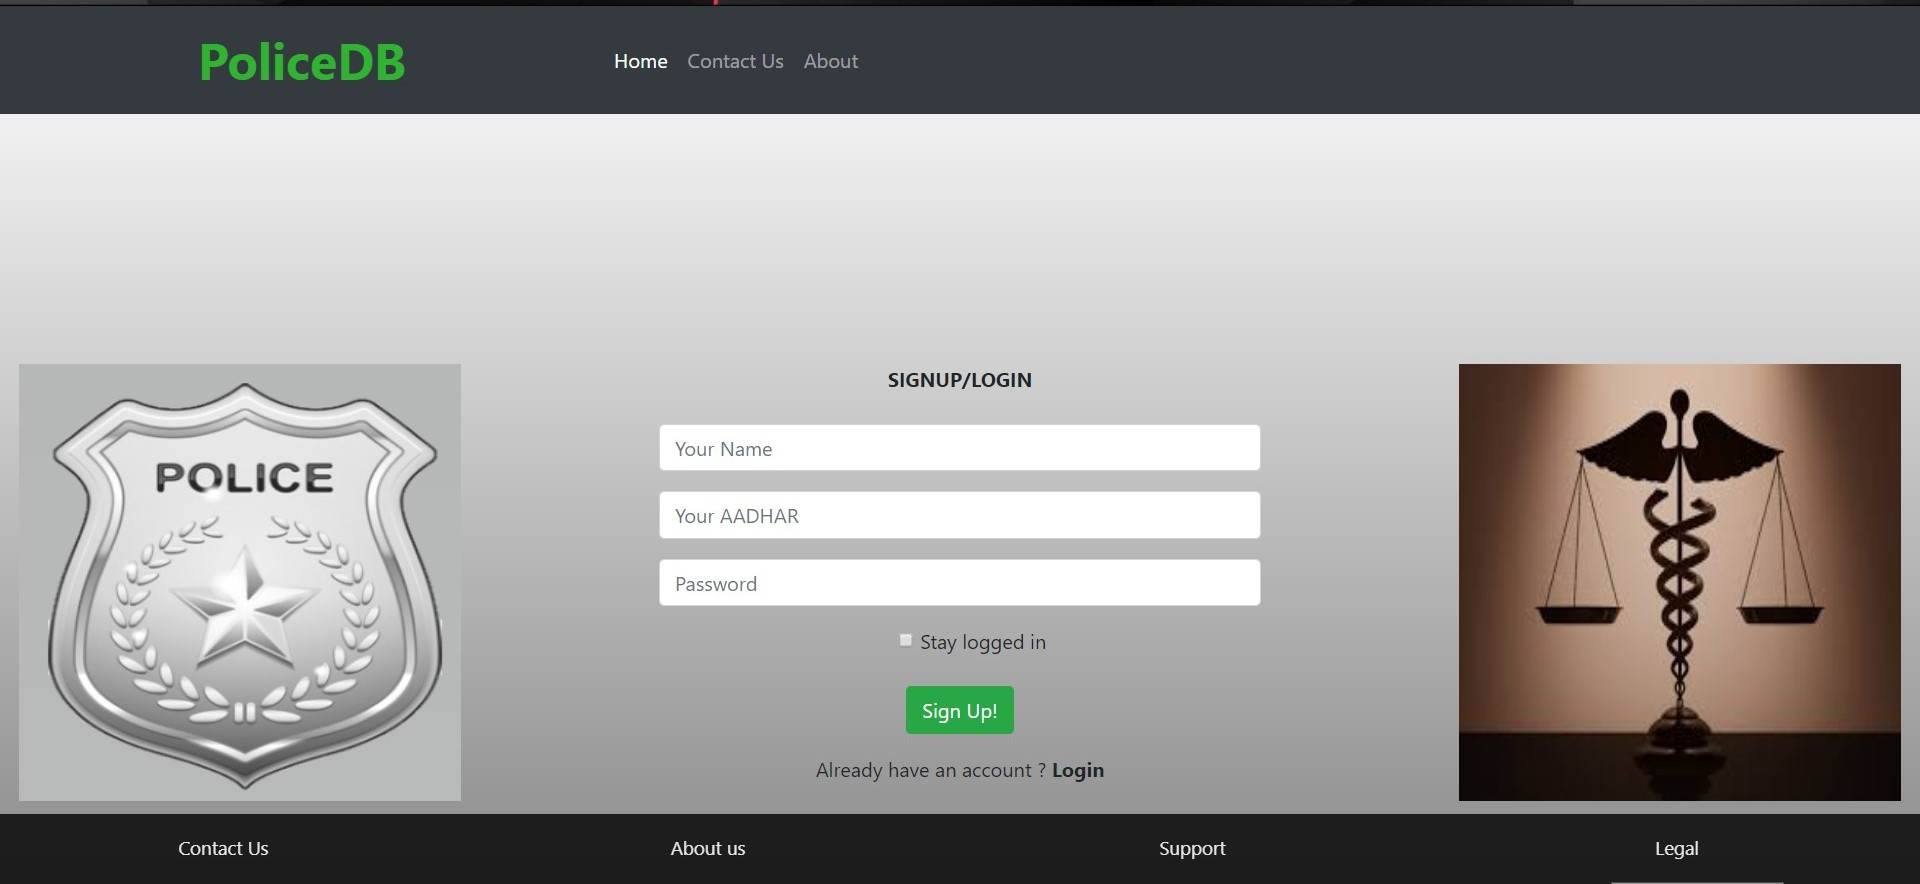 PoliceDB
Home Contact Us About
SIGNUP/LOGIN
POLICE
Your Name
Your AADHAR
Password
Stay logged in
Sign Up!
Already have an account ? Login
Contact Us About us Support Legal